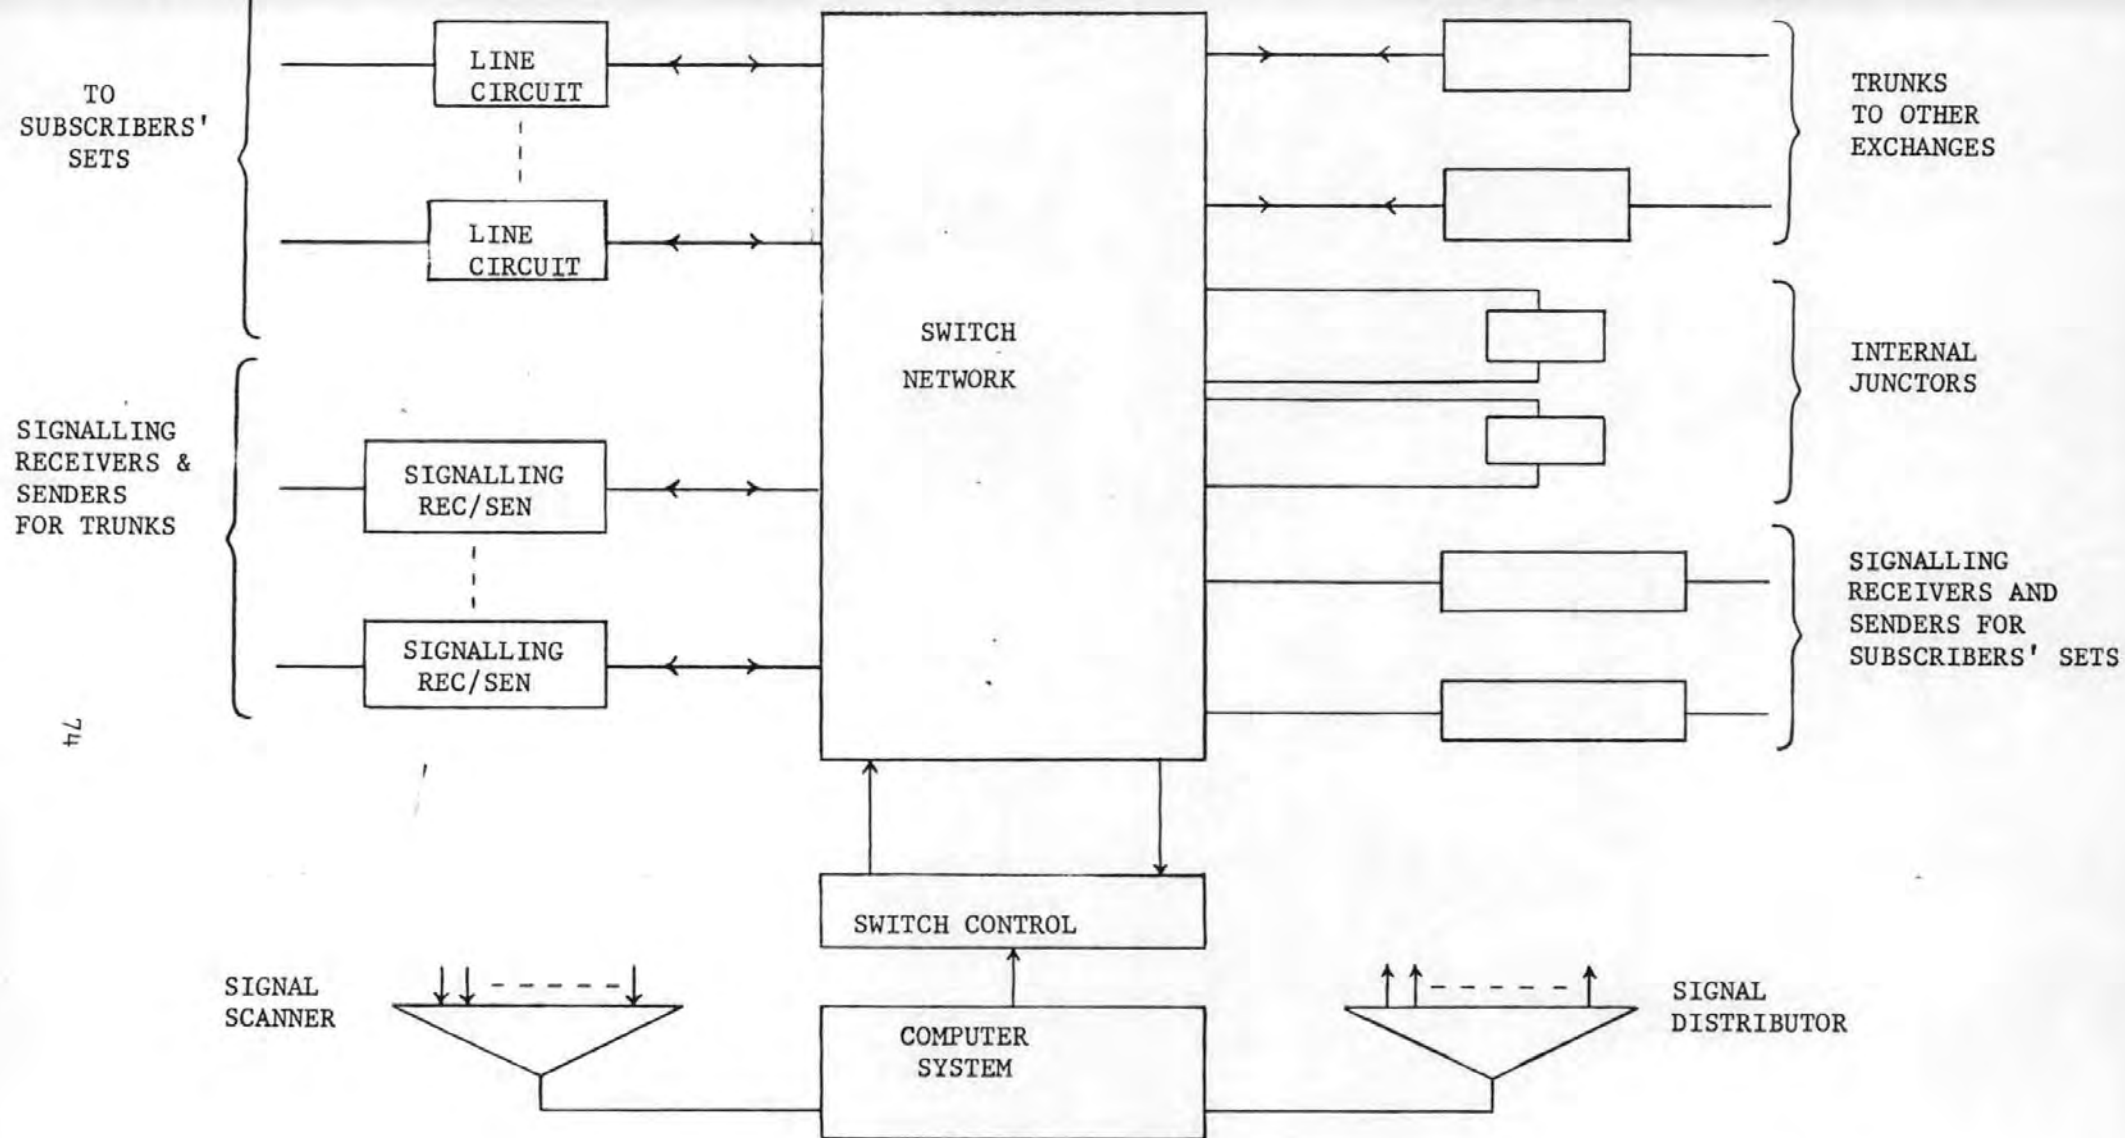 TO
SUBSCRIBERS'
SETS
LINE
CIRCUIT
LINE
CIRCUIT
SIGNALLING
RECEIVERS &
SENDERS
FOR TRUNKS
SIGNALLING
REC/SEN
SIGNALLING
REC/SEN
SWITCH
NETWORK
TRUNKS
TO OTHER
EXCHANGES
INTERNAL
JUNCTORS
SIGNALLING
RECEIVERS AND
SENDERS FOR
SUBSCRIBERS' SETS
74
SWITCH CONTROL
SIGNAL
SCANNER
COMPUTER
SYSTEM
SIGNAL
DISTRIBUTOR